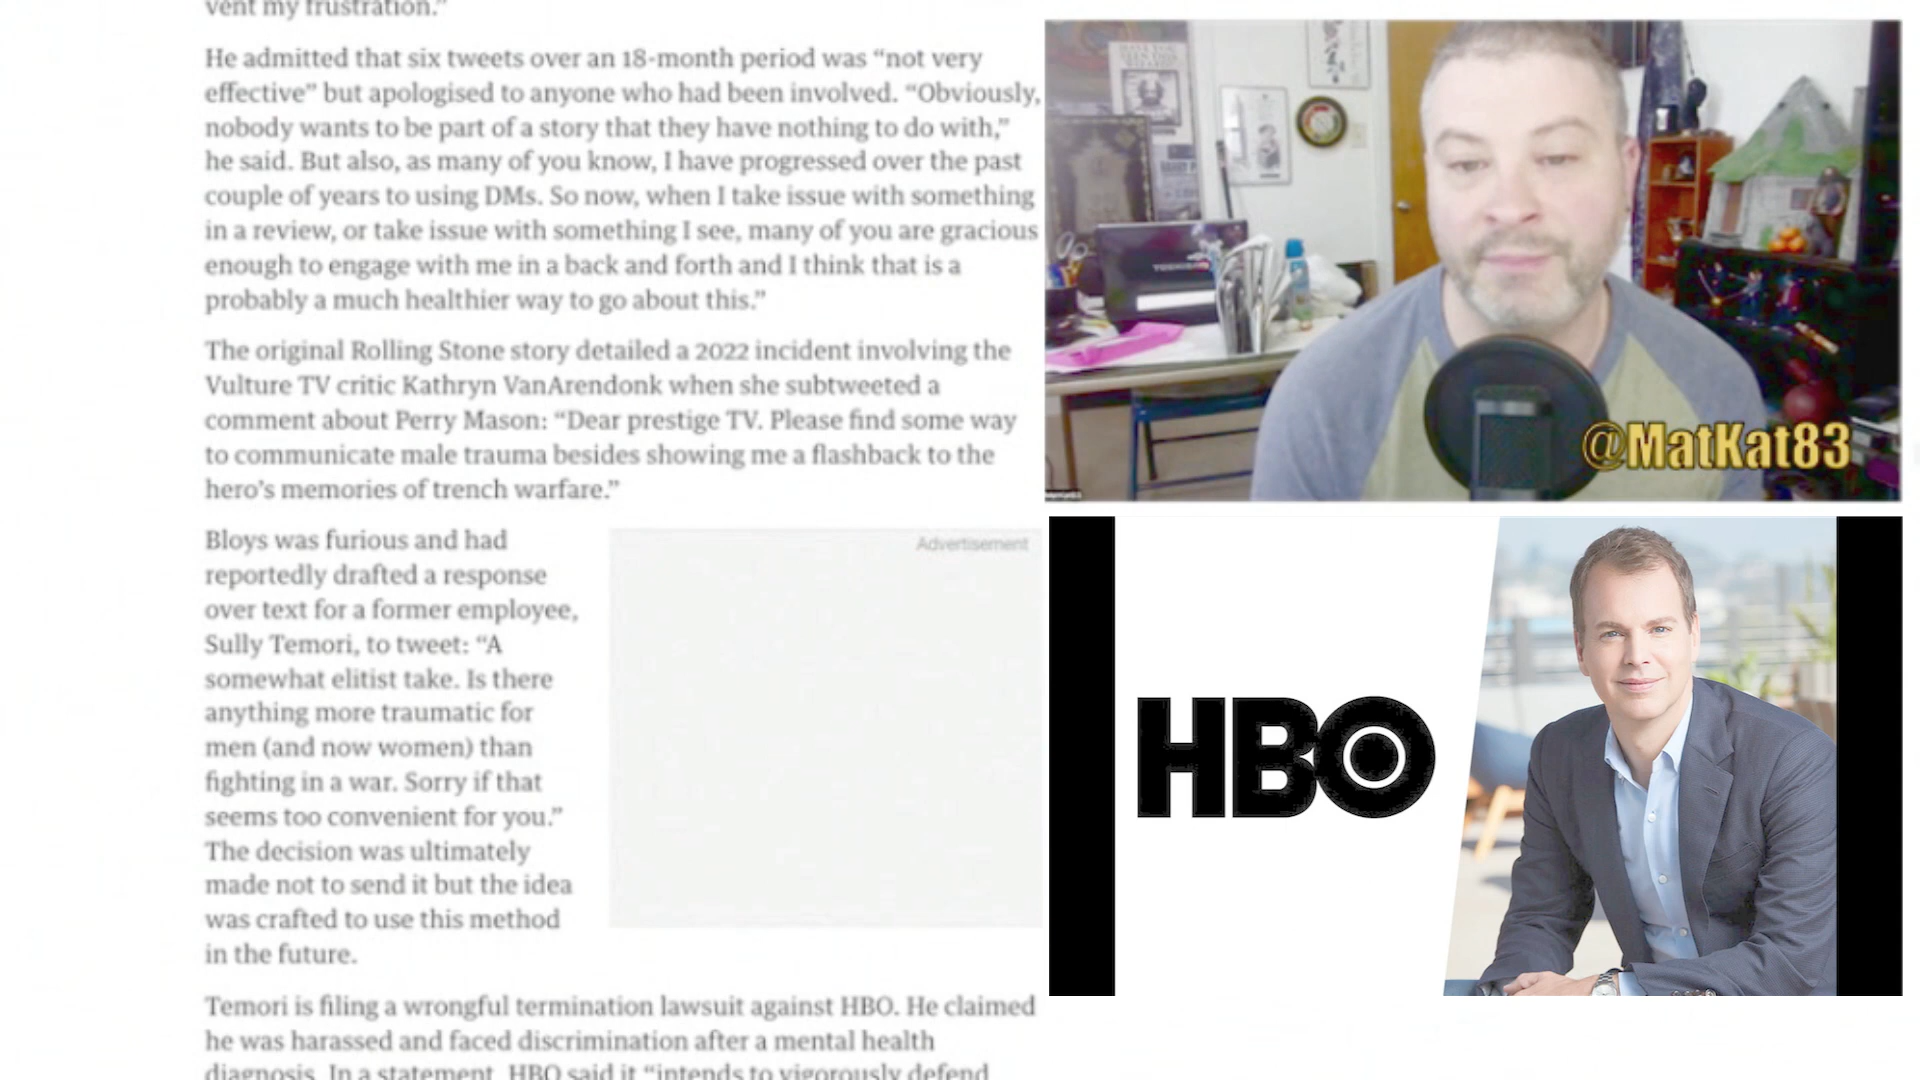 vent my frustration.”
He admitted that six tweets over an 18-month period was “not very
effective” but apologised to anyone who had been involved. “Obviously,
nobody wants to be part of a story that they have nothing to do with,”
he said. But also, as many of you know, I have progressed over the past
couple of years to using DMs. So now, when I take issue with something
in a review, or take issue with something I see, many of you are gracious
enough to engage with me in a back and forth and I think that is a
probably a much healthier way to go about this.”
The original Rolling Stone story detailed a 2022 incident involving the
Vulture TV critic Kathryn VanArendonk when she subtweeted a
comment about Perry Mason: “Dear prestige TV. Please find some way
to communicate male trauma besides showing me a flashback to the
hero’s memories of trench warfare.”
Bloys was furious and had
reportedly drafted a response
over text for a former employee,
Sully Temori, to tweet: “A
somewhat elitist take. Is there
anything more traumatic for
men (and now women) than
fighting in a war. Sorry if that
seems too convenient for you.”
The decision was ultimately
made not to send it but the idea
was crafted to use this method
in the future.
Advertisement
Temori is filing a wrongful termination lawsuit against HBO. He claimed
he was harassed and faced discrimination after a mental health
diagnosis. In a statement, HBO said it “intends to vigorously defend
TOSHIBA
@MatKat83
HBO